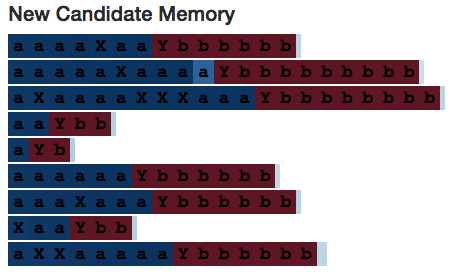 New Candidate Memory
a a a a X a a Y b b b b b b
a a a a a X a a a a Y b b b b b b b b b
a X a a a a X X X a a a Y b b b b b b b b
a a Y b b
a Y b
a a a a a a Y b b b b b b
a a a X a a a Y b b b b b b
X a a Y b b
a X X a a a a a Y b b b b b b